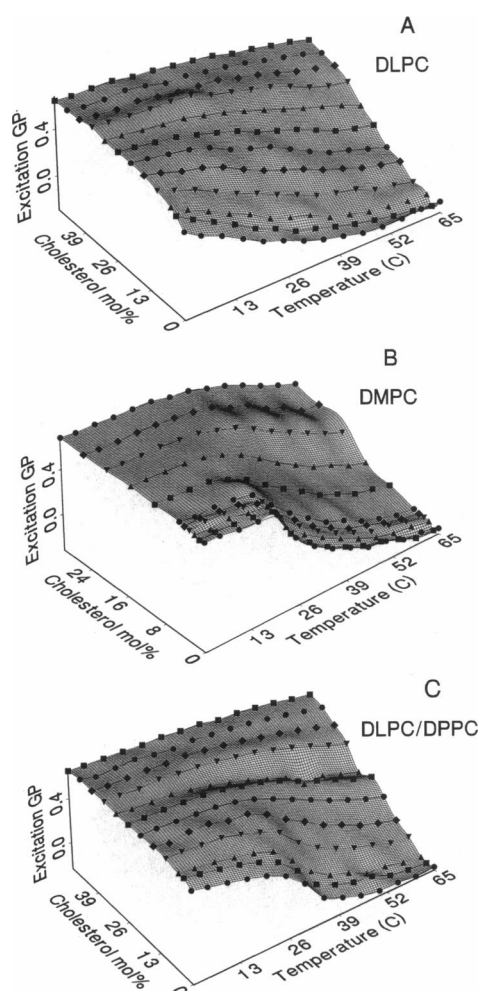 A
DLPC
Excitation GP
0.4
0.0
39
26
13
0
Cholesterol mol%
13
26
39
52
65
Temperature (C)
B
DMPC
Excitation GP
0.4
0.0
24
16
8
0
Cholesterol mol%
13
26
39
52
65
Temperature (C)
C
DLPC/DPPC
Excitation GP
0.4
0.0
39
26
13
Cholesterol mol%
13
26
39
52
65
Temperature (C)